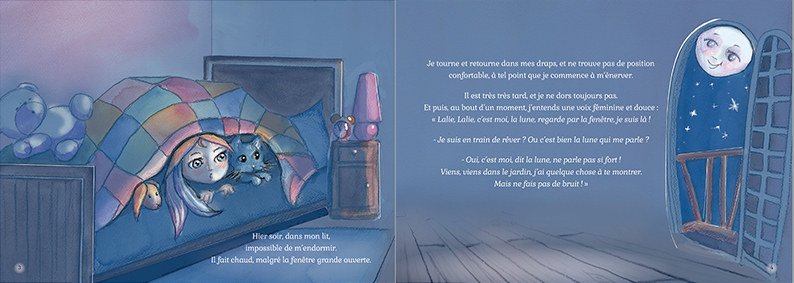 Hier soir, dans mon lit,
impossible de m'endormir.
Il fait chaud, malgré la fenêtre grande ouverte.
Je tourne et retourne dans mes draps, et ne trouve pas de position
confortable, à tel point que je commence à m'énerver.
Il est très très tard, et je ne dors toujours pas.
Et puis, au bout d'un moment, j'entends une voix féminine et douce :
« Lalie, Lalie, c'est moi, la lune, regarde par la fenêtre, je suis là !
- Je suis en train de rêver ? Ou c'est bien la lune qui me parle ?
- Oui, c'est moi, dit la lune, ne parle pas si fort !
Viens, viens dans le jardin, j'ai quelque chose à te montrer.
Mais ne fais pas de bruit ! »